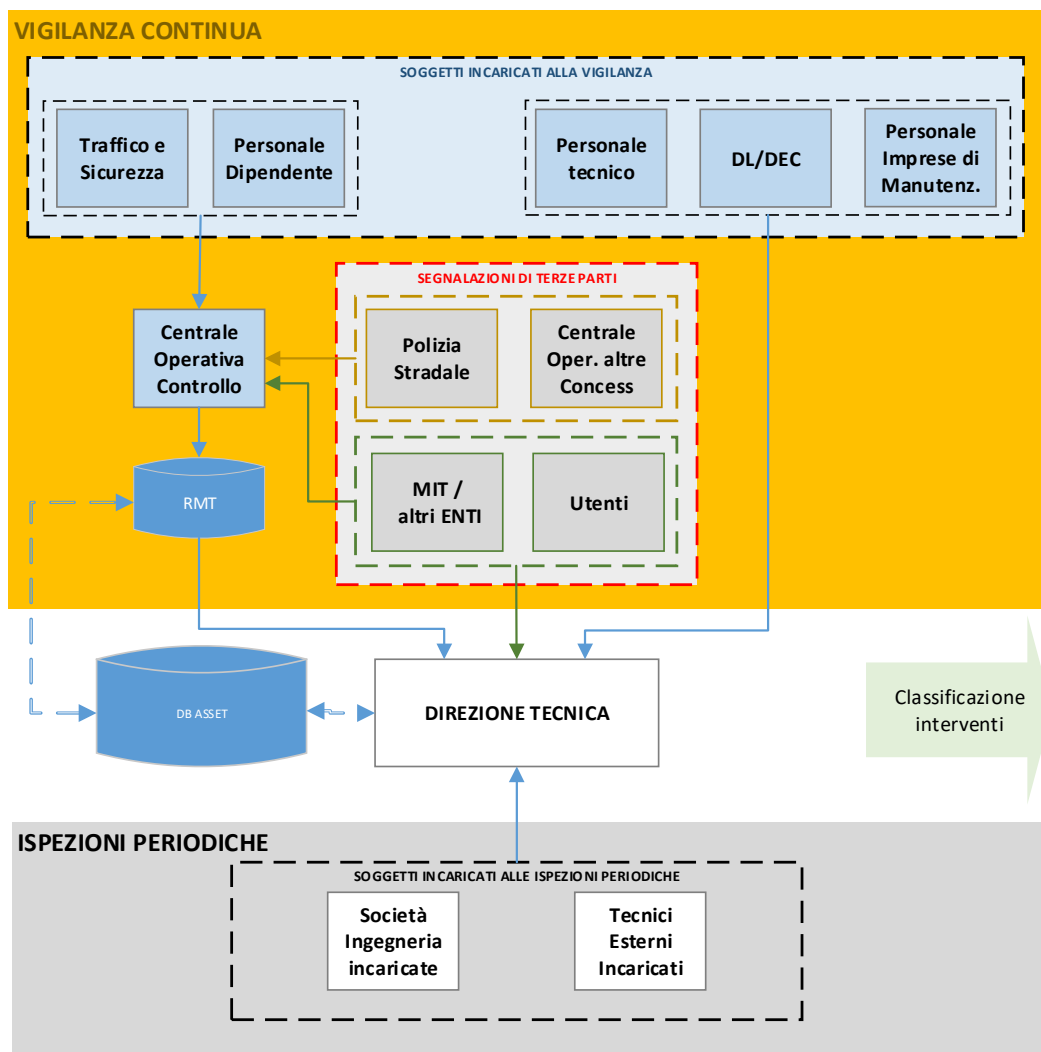 VIGILANZA CONTINUA
SOGGETTI INCARICATI ALLA VIGILANZA
Traffico e
Sicurezza
Personale
Dipendente
Personale
tecnico
DL/DEC
Personale
Imprese di
Manutenz.
SEGNALAZIONI DI TERZE PARTI
Centrale
Operativa
Controllo
Polizia
Stradale
Centrale
Oper. altre
Concess
RMT
MIT /
altri ENTI
Utenti
DB ASSET
DIREZIONE TECNICA
Classificazione
interventi
ISPEZIONI PERIODICHE
SOGGETTI INCARICATI ALLE ISPEZIONI PERIODICHE
Società
Ingegneria
incaricate
Tecnici
Esterni
Incaricati